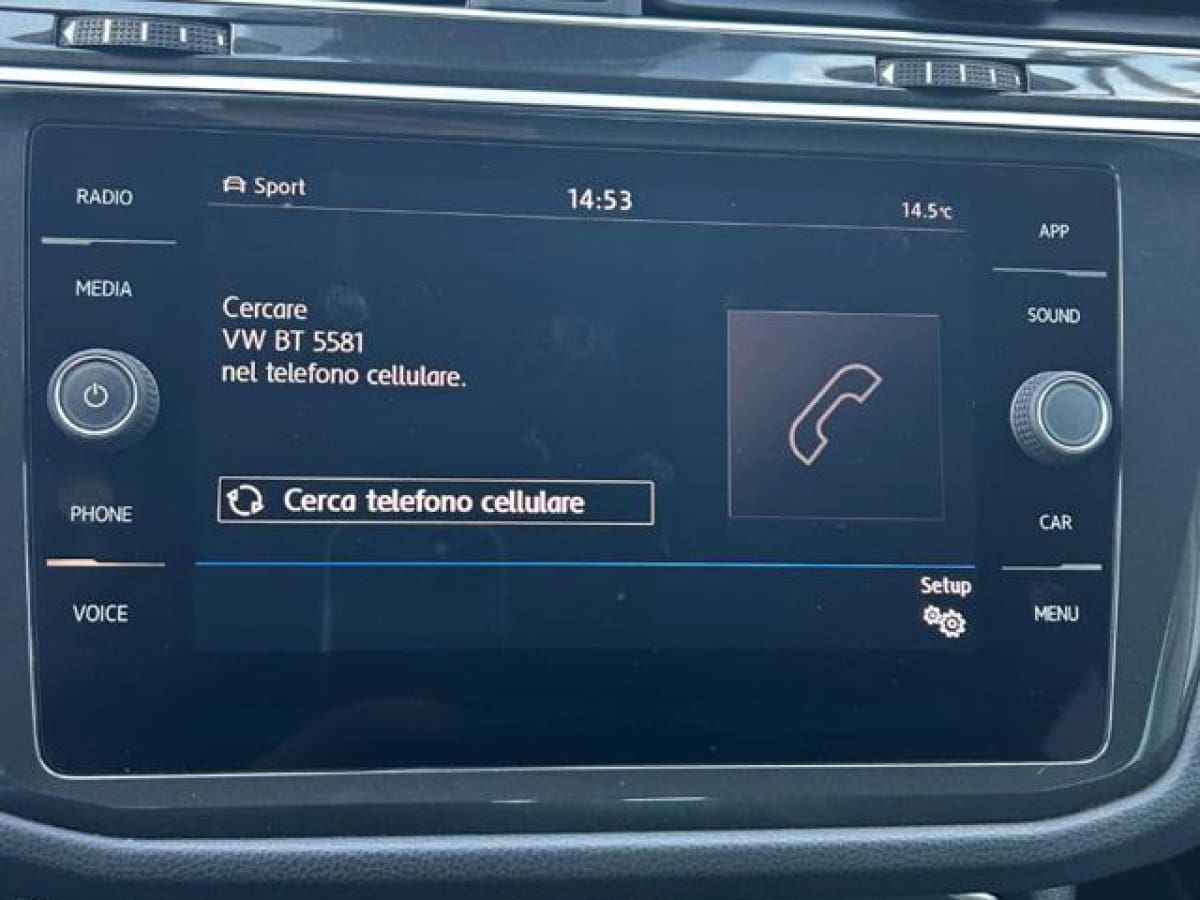 RADIO
MEDIA
PHONE
VOICE
Sport
14:53
14.5°C
Cercare
VW BT 5581
nel telefono cellulare.
Cerca telefono cellulare
Setup
APP
SOUND
CAR
MENU